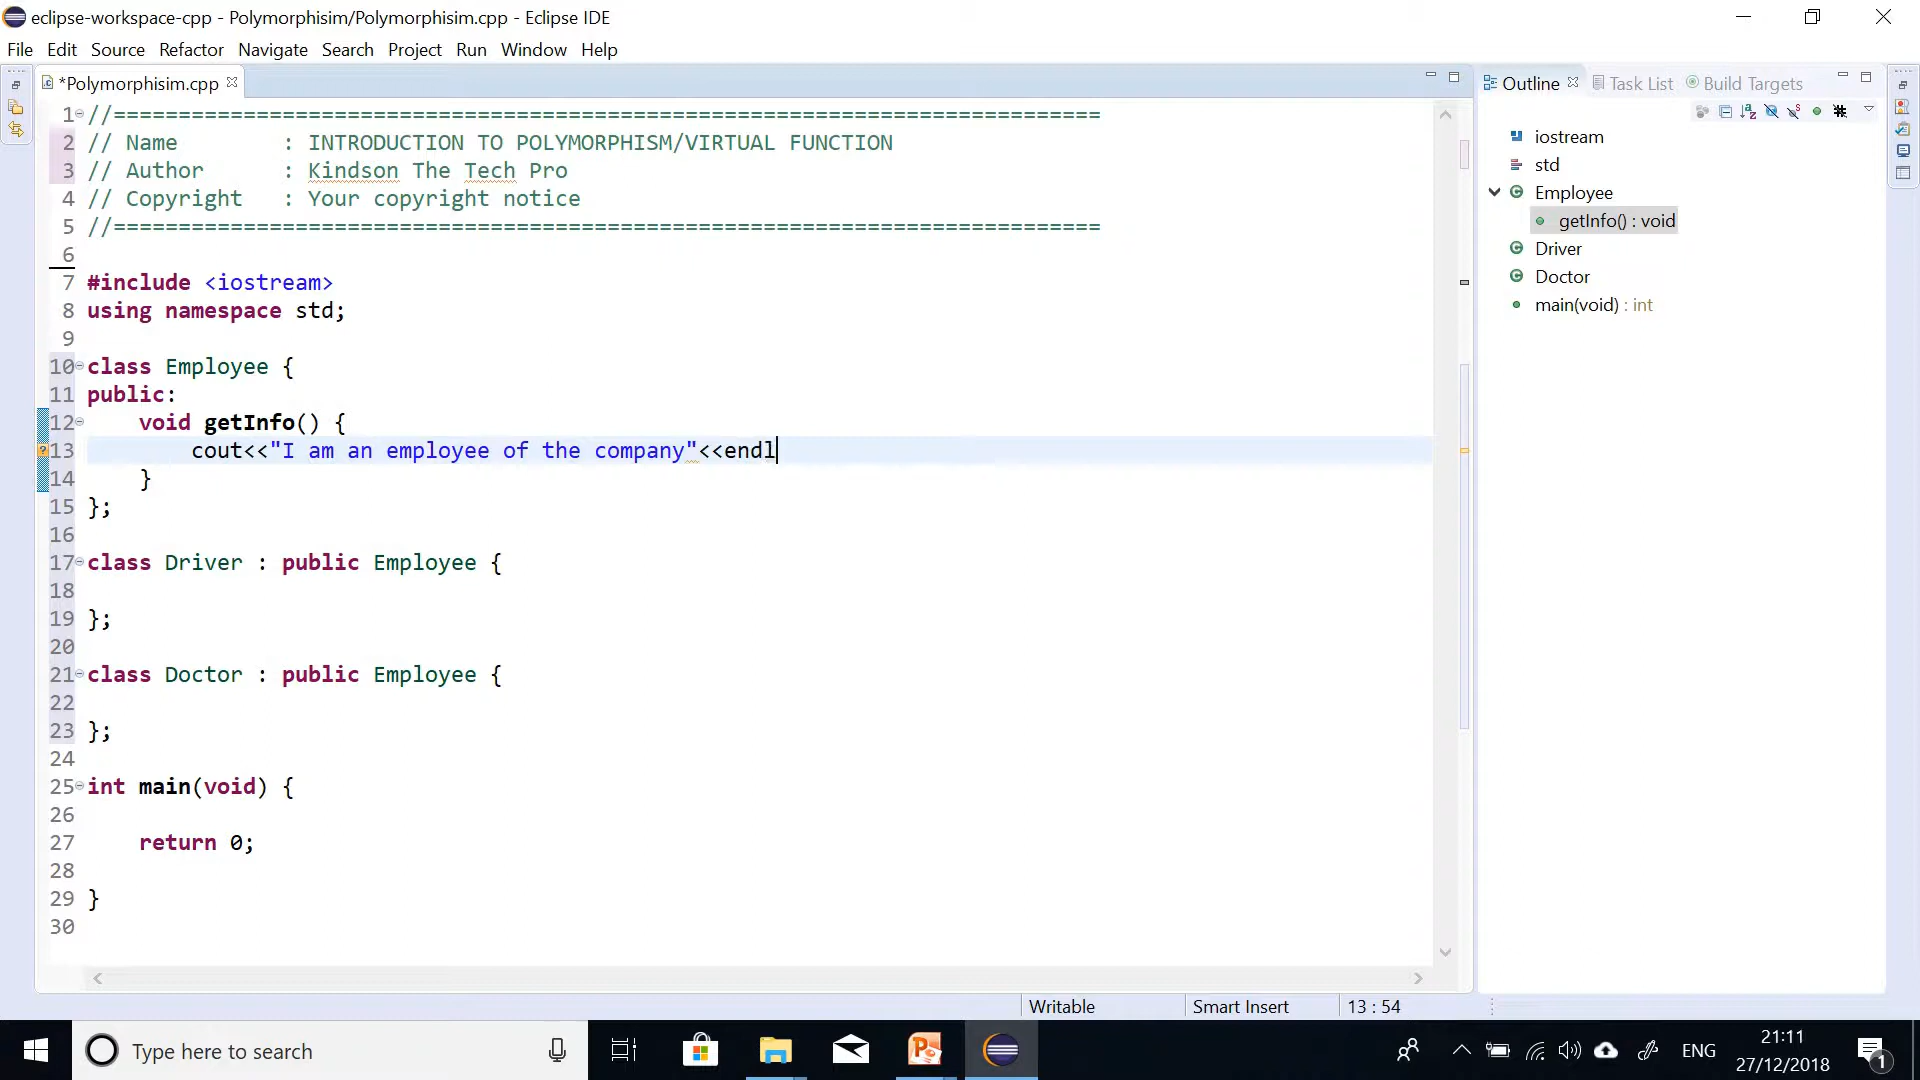 eclipse-workspace-cpp - Polymorphisim/Polymorphisim.cpp - Eclipse IDE
File Edit Source Refactor Navigate Search Project Run Window Help
*Polymorphisim.cpp
Outline Task List Build Targets
1 //============================================================================
2 // Name        : INTRODUCTION TO POLYMORPHISM/VIRTUAL FUNCTION
3 // Author      : Kindson The Tech Pro
4 // Copyright   : Your copyright notice
5 //============================================================================
6
7 #include <iostream>
8 using namespace std;
9
10 class Employee {
11 public:
12     void getInfo() {
13         cout<<"I am an employee of the company"<<endl
14     }
15 };
16
17 class Driver : public Employee {
18
19 };
20
21 class Doctor : public Employee {
22
23 };
24
25 int main(void) {
26
27     return 0;
28
29 }
30
iostream
std
Employee
getInfo() : void
Driver
Doctor
main(void) : int
Writable Smart Insert 13 : 54
Type here to search
ENG
21:11
27/12/2018
1